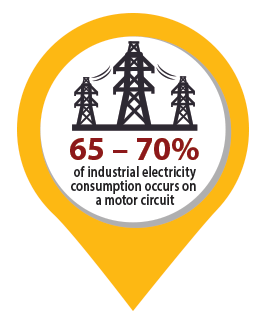 65 – 70%
of industrial electricity
consumption occurs on
a motor circuit